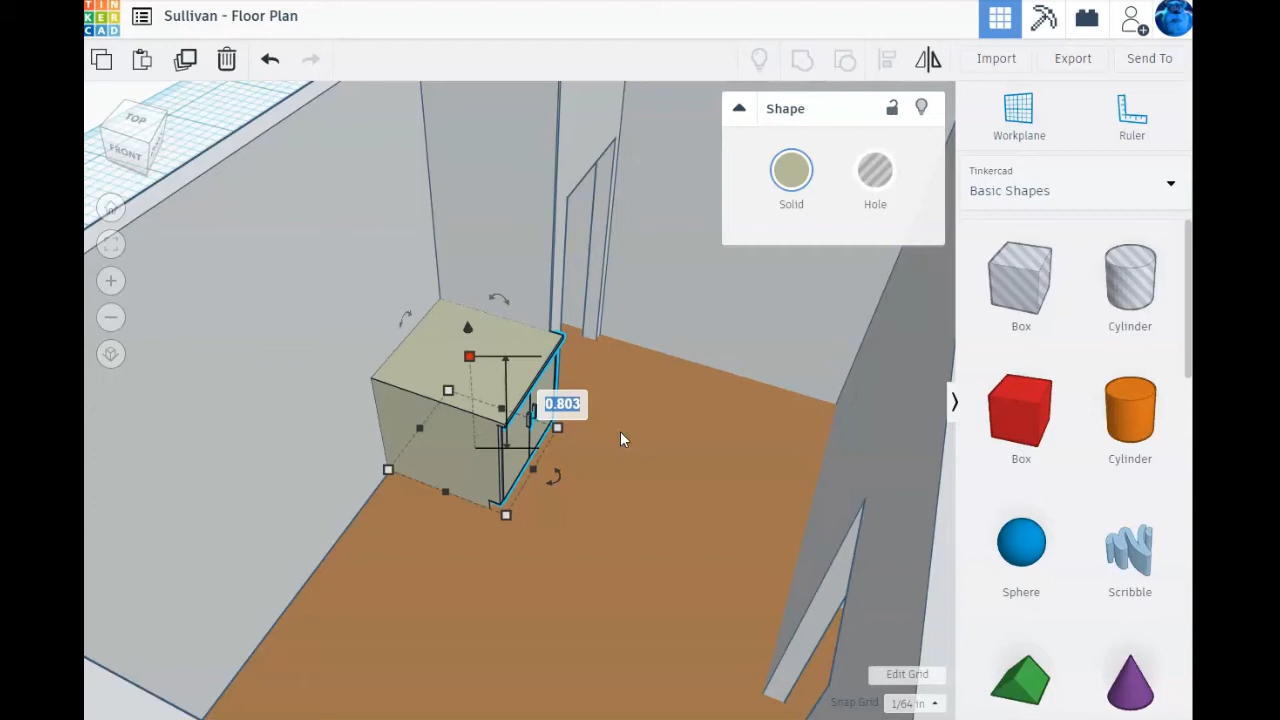 TIN
KER
CAD
Sullivan - Floor Plan
Import
Export
Send To
TOP
FRONT
Shape
Solid
Hole
Workplane
Ruler
Tinkercad
Basic Shapes
Box
Cylinder
0.803
Box
Cylinder
Sphere
Scribble
Edit Grid
Snap Grid
1/64 in